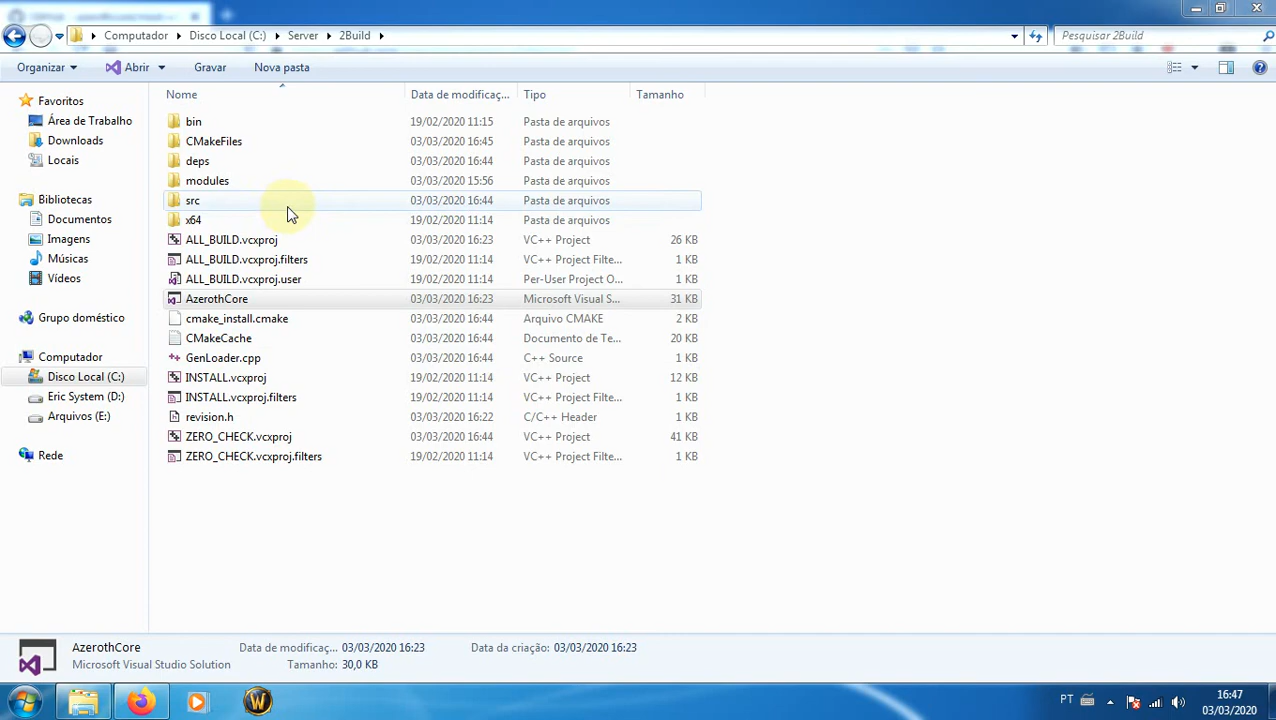 Computador ▸ Disco Local (C:) ▸ Server ▸ 2Build ▸
Pesquisar 2Build
Organizar Abrir Gravar Nova pasta
Nome Data de modificaç... Tipo Tamanho
Favoritos
Área de Trabalho
Downloads
Locais
Bibliotecas
Documentos
Imagens
Músicas
Vídeos
Grupo doméstico
Computador
Disco Local (C:)
Eric System (D:)
Arquivos (E:)
Rede
bin 19/02/2020 11:15 Pasta de arquivos
CMakeFiles 03/03/2020 16:45 Pasta de arquivos
deps 03/03/2020 16:44 Pasta de arquivos
modules 03/03/2020 15:56 Pasta de arquivos
src 03/03/2020 16:44 Pasta de arquivos
x64 19/02/2020 11:14 Pasta de arquivos
ALL_BUILD.vcxproj 03/03/2020 16:23 VC++ Project 26 KB
ALL_BUILD.vcxproj.filters 19/02/2020 11:14 VC++ Project Filte... 1 KB
ALL_BUILD.vcxproj.user 19/02/2020 11:14 Per-User Project O... 1 KB
AzerothCore 03/03/2020 16:23 Microsoft Visual S... 31 KB
cmake_install.cmake 03/03/2020 16:44 Arquivo CMAKE 2 KB
CMakeCache 03/03/2020 16:44 Documento de Te... 20 KB
GenLoader.cpp 03/03/2020 16:44 C++ Source 1 KB
INSTALL.vcxproj 19/02/2020 11:14 VC++ Project 12 KB
INSTALL.vcxproj.filters 19/02/2020 11:14 VC++ Project Filte... 1 KB
revision.h 03/03/2020 16:22 C/C++ Header 1 KB
ZERO_CHECK.vcxproj 03/03/2020 16:44 VC++ Project 41 KB
ZERO_CHECK.vcxproj.filters 19/02/2020 11:14 VC++ Project Filte... 1 KB
AzerothCore Data de modificaç... 03/03/2020 16:23 Data da criação: 03/03/2020 16:23
Microsoft Visual Studio Solution Tamanho: 30,0 KB
PT 16:47
03/03/2020